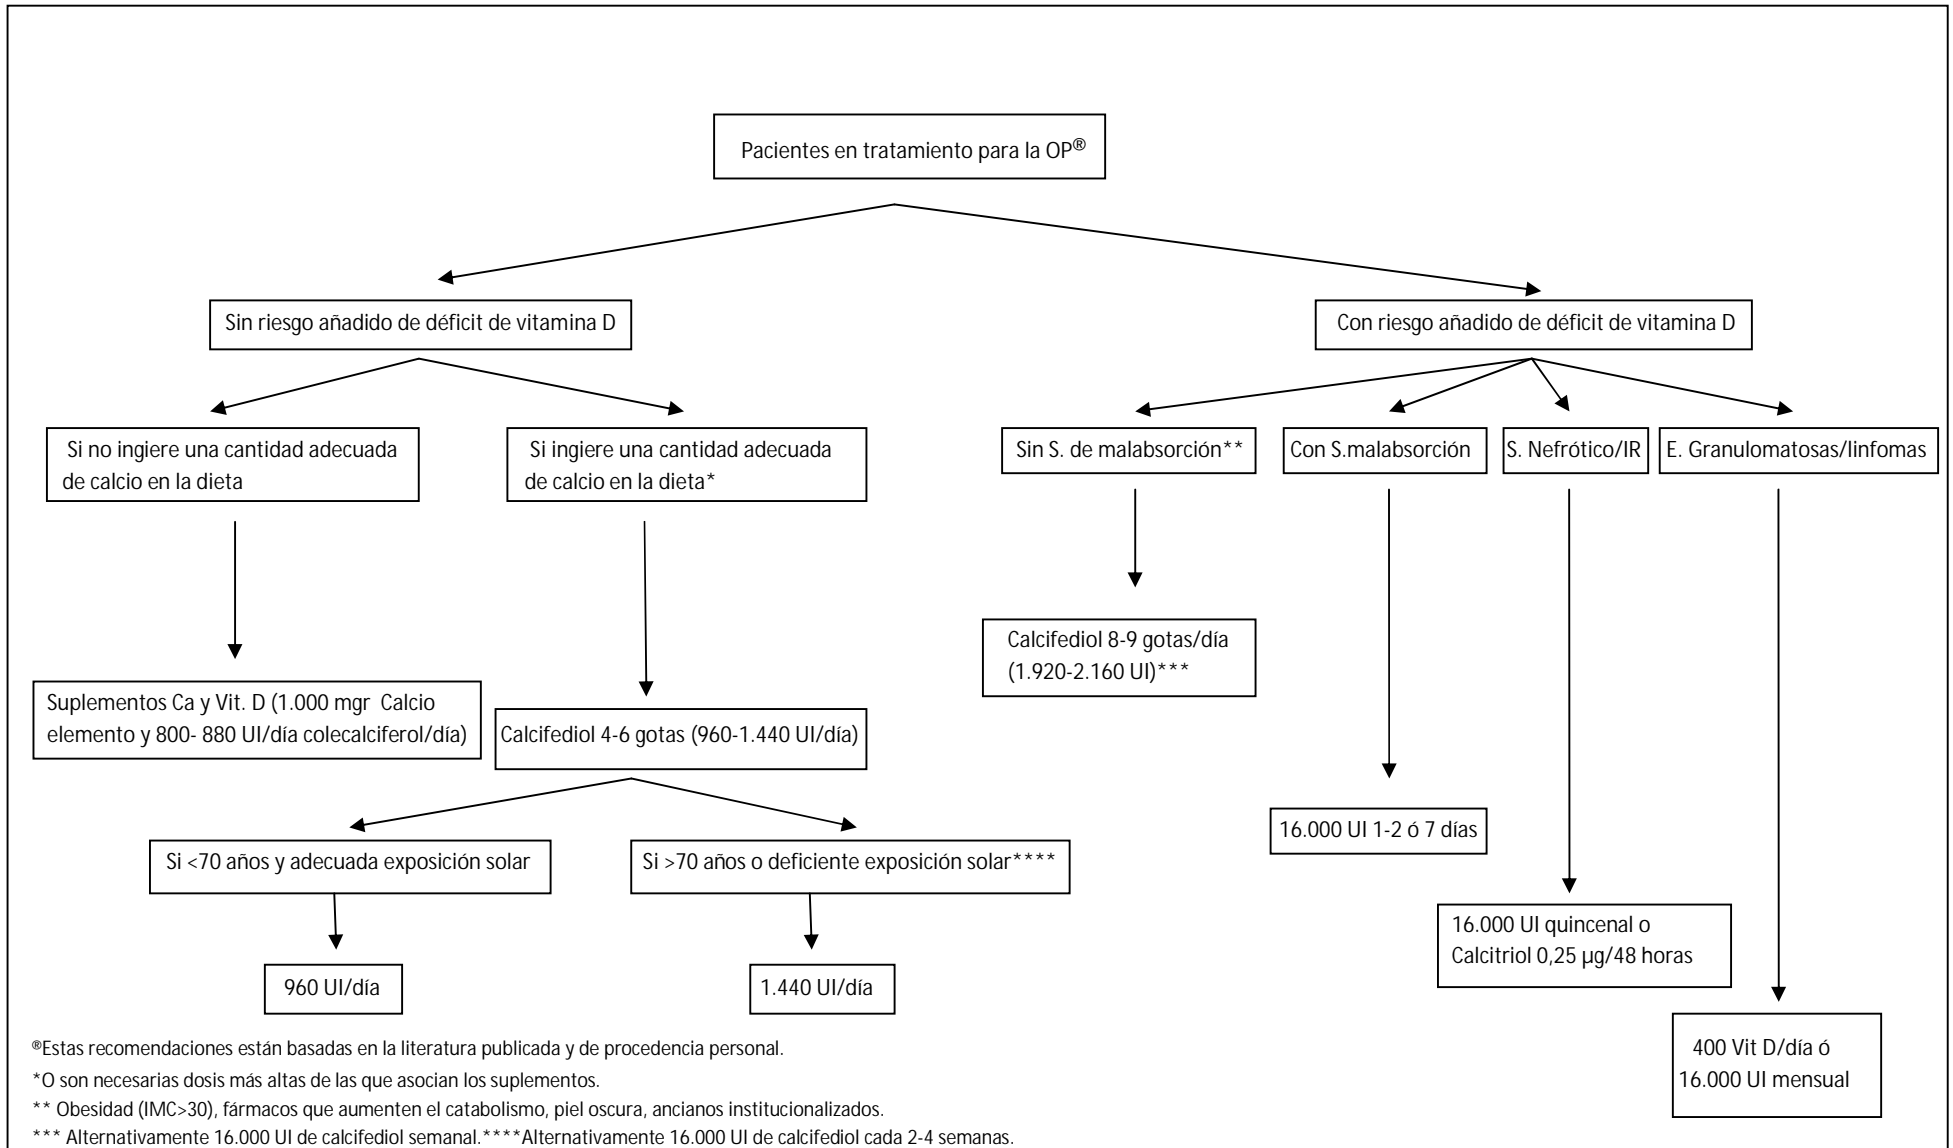 Pacientes en tratamiento para la OP®
Sin riesgo añadido de déficit de vitamina D
Con riesgo añadido de déficit de vitamina D
Si no ingiere una cantidad adecuada
de calcio en la dieta
Si ingiere una cantidad adecuada
de calcio en la dieta*
Sin S. de malabsorción**
Con S.malabsorción
S. Nefrótico/IR
E. Granulomatosas/linfomas
Calcifediol 8-9 gotas/día
(1.920-2.160 UI)***
Suplementos Ca y Vit. D (1.000 mgr Calcio
elemento y 800- 880 UI/día colecalciferol/día)
Calcifediol 4-6 gotas (960-1.440 UI/día)
16.000 UI 1-2 ó 7 días
Si <70 años y adecuada exposición solar
Si >70 años o deficiente exposición solar****
16.000 UI quincenal o
Calcitriol 0,25 µg/48 horas
960 UI/día
1.440 UI/día
400 Vit D/día ó
16.000 UI mensual
®Estas recomendaciones están basadas en la literatura publicada y de procedencia personal.
*O son necesarias dosis más altas de las que asocian los suplementos.
** Obesidad (IMC>30), fármacos que aumenten el catabolismo, piel oscura, ancianos institucionalizados.
*** Alternativamente 16.000 UI de calcifediol semanal.****Alternativamente 16.000 UI de calcifediol cada 2-4 semanas.